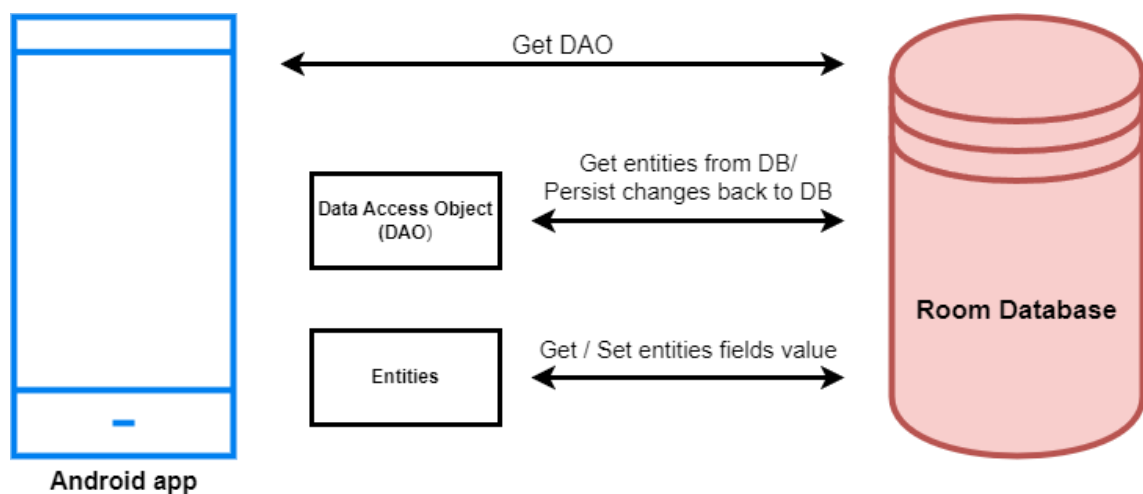 Get DAO
Get entities from DB/
Persist changes back to DB
Data Access Object
(DAO)
Room Database
Get / Set entities fields value
Entities
Android app